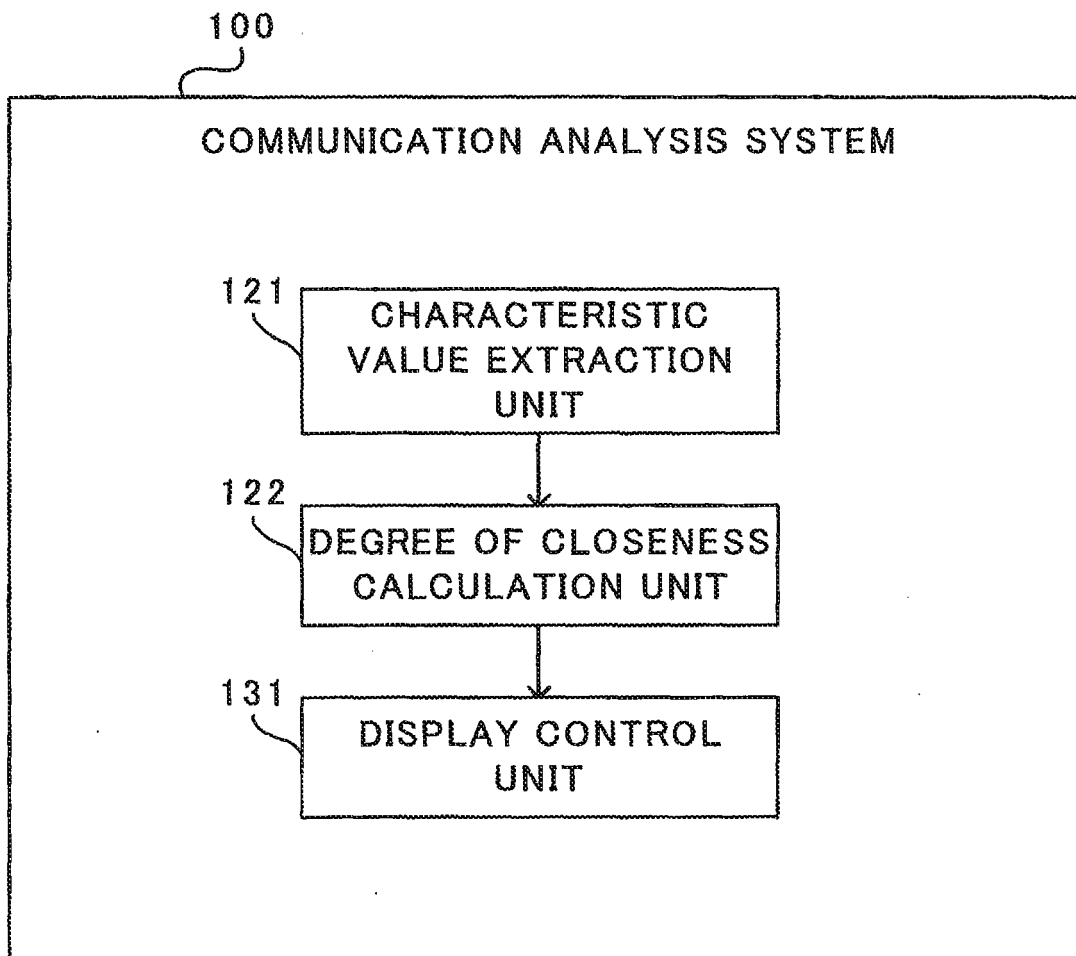 100
COMMUNICATION ANALYSIS SYSTEM
121
CHARACTERISTIC
VALUE EXTRACTION
UNIT
122
DEGREE OF CLOSENESS
CALCULATION UNIT
131
DISPLAY CONTROL
UNIT